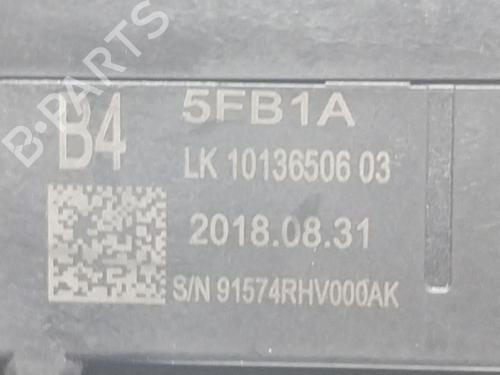 B-PARTS
B4
5FB1A
LK 10136506 03
2018.08.31
S/N 91574RHV000AK